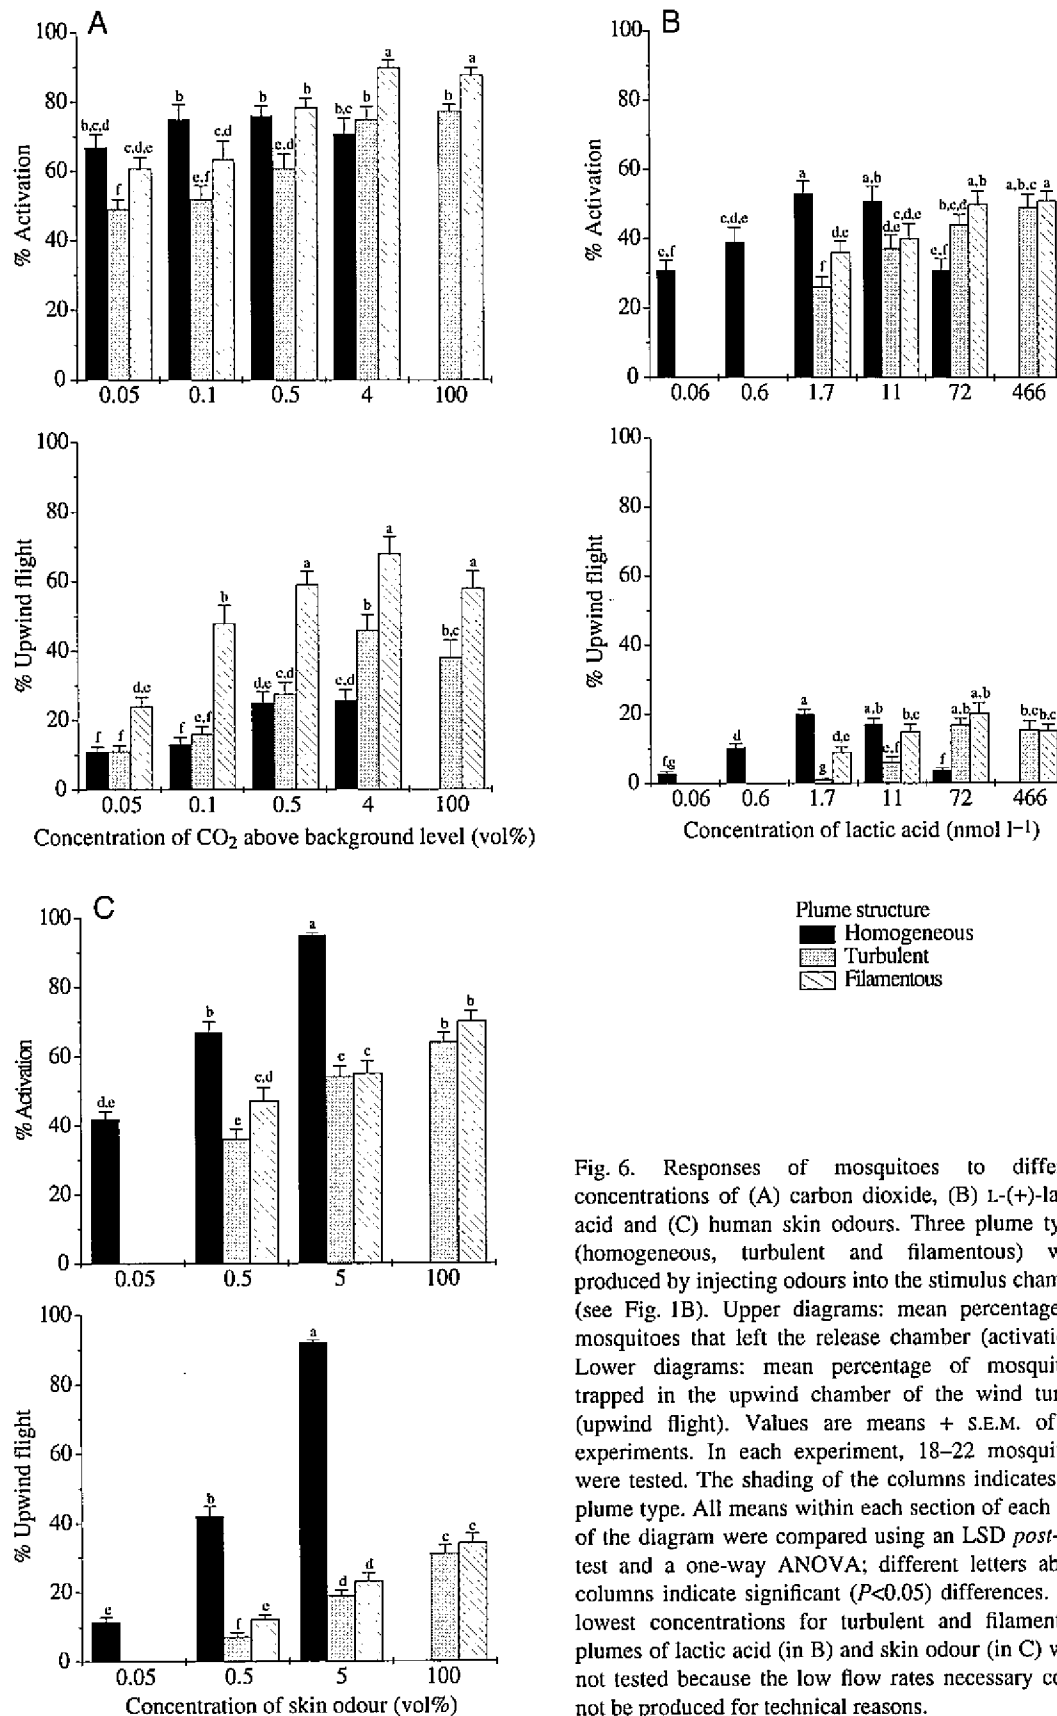 A
100
80
60
40
20
0
% Activation
b,c,d
f
c,d,e
b
e,f
c,d
b
c,d
b
b,c
b
a
b
a
0.05 0.1 0.5 4 100
100
80
60
40
20
0
% Upwind flight
f
f
d,e
f
e,f
b
d,e
c,d
a
c,d
b
a
b,c
a
0.05 0.1 0.5 4 100
Concentration of CO2 above background level (vol%)
B
100
80
60
40
20
0
% Activation
e,f
c,d,e
a
f
d,e
a,b
d,e
c,d,e
e,f
b,c,d
a,b
a,b,c
a
0.06 0.6 1.7 11 72 466
100
80
60
40
20
0
% Upwind flight
f,g
d
a
g
d,e
a,b
e,f
b,c
f
a,b
a,b
b,c
b,c
0.06 0.6 1.7 11 72 466
Concentration of lactic acid (nmol l–1)
Plume structure
Homogeneous
Turbulent
Filamentous
C
100
80
60
40
20
0
% Activation
d,e
b
e
c,d
a
c
c
b
b
0.05 0.5 5 100
100
80
60
40
20
0
% Upwind flight
e
b
f
e
a
d
d
c
c
0.05 0.5 5 100
Concentration of skin odour (vol%)
Fig. 6. Responses of mosquitoes to differe
concentrations of (A) carbon dioxide, (B) L-(+)-la
acid and (C) human skin odours. Three plume ty
(homogeneous, turbulent and filamentous) w
produced by injecting odours into the stimulus cham
(see Fig. 1B). Upper diagrams: mean percentage
mosquitoes that left the release chamber (activati
Lower diagrams: mean percentage of mosqui
trapped in the upwind chamber of the wind tun
(upwind flight). Values are means + S.E.M. of
experiments. In each experiment, 18–22 mosqui
were tested. The shading of the columns indicates
plume type. All means within each section of each
of the diagram were compared using an LSD post-
test and a one-way ANOVA; different letters ab
columns indicate significant (P<0.05) differences.
lowest concentrations for turbulent and filament
plumes of lactic acid (in B) and skin odour (in C) w
not tested because the low flow rates necessary co
not be produced for technical reasons.